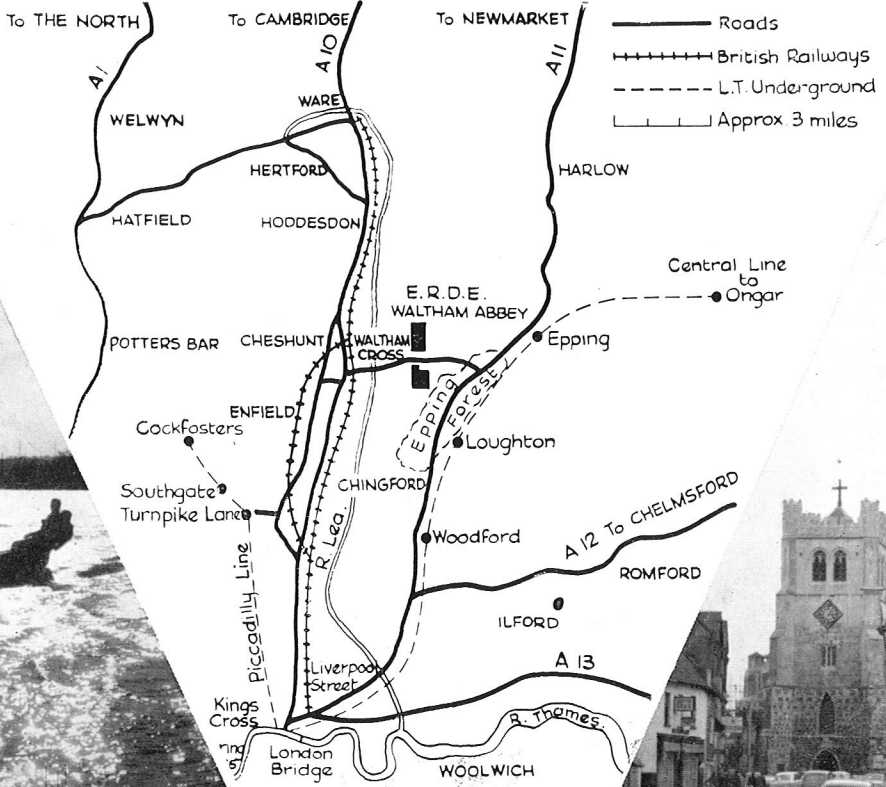 To THE NORTH
To CAMBRIDGE
To NEWMARKET
Roads
British Railways
L.T. Underground
Approx. 3 miles
A1
A10
A11
WARE
WELWYN
HERTFORD
HARLOW
HATFIELD
HODDESDON
Central Line
to
Ongar
E.R.D.E.
WALTHAM ABBEY
POTTERS BAR
CHESHUNT
WALTHAM
CROSS
Epping
Epping
Forest
ENFIELD
Cockfosters
Loughton
Southgate
CHINGFORD
Turnpike Lane
R. Lea.
Woodford
A 12 To CHELMSFORD
Piccadilly Line
ROMFORD
ILFORD
Liverpool
Street
A 13
Kings
Cross
R. Thames.
London
Bridge
WOOLWICH